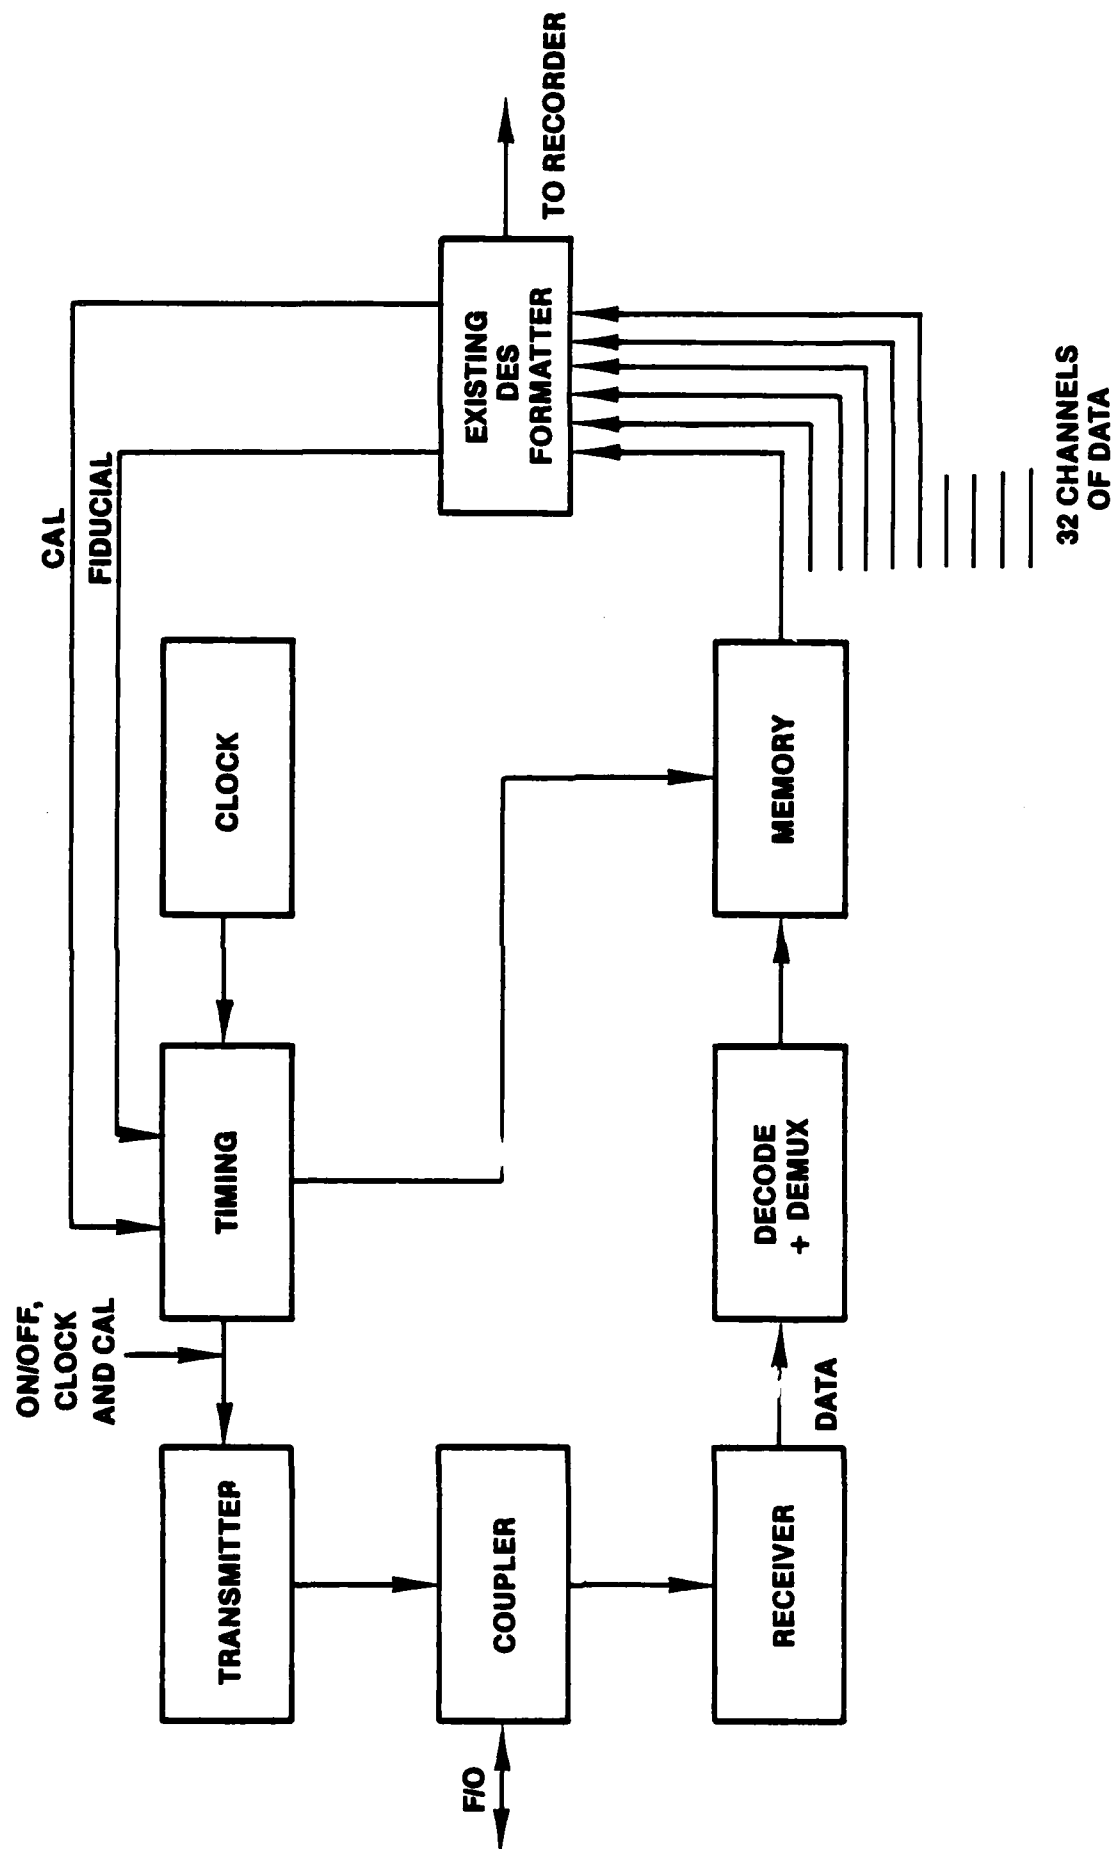 CAL
FIDUCIAL
ON/OFF,
CLOCK
AND CAL
TRANSMITTER
TIMING
CLOCK
F/O
COUPLER
EXISTING
DES
FORMATTER
TO RECORDER
RECEIVER
DATA
DECODE
+ DEMUX
MEMORY
32 CHANNELS
OF DATA